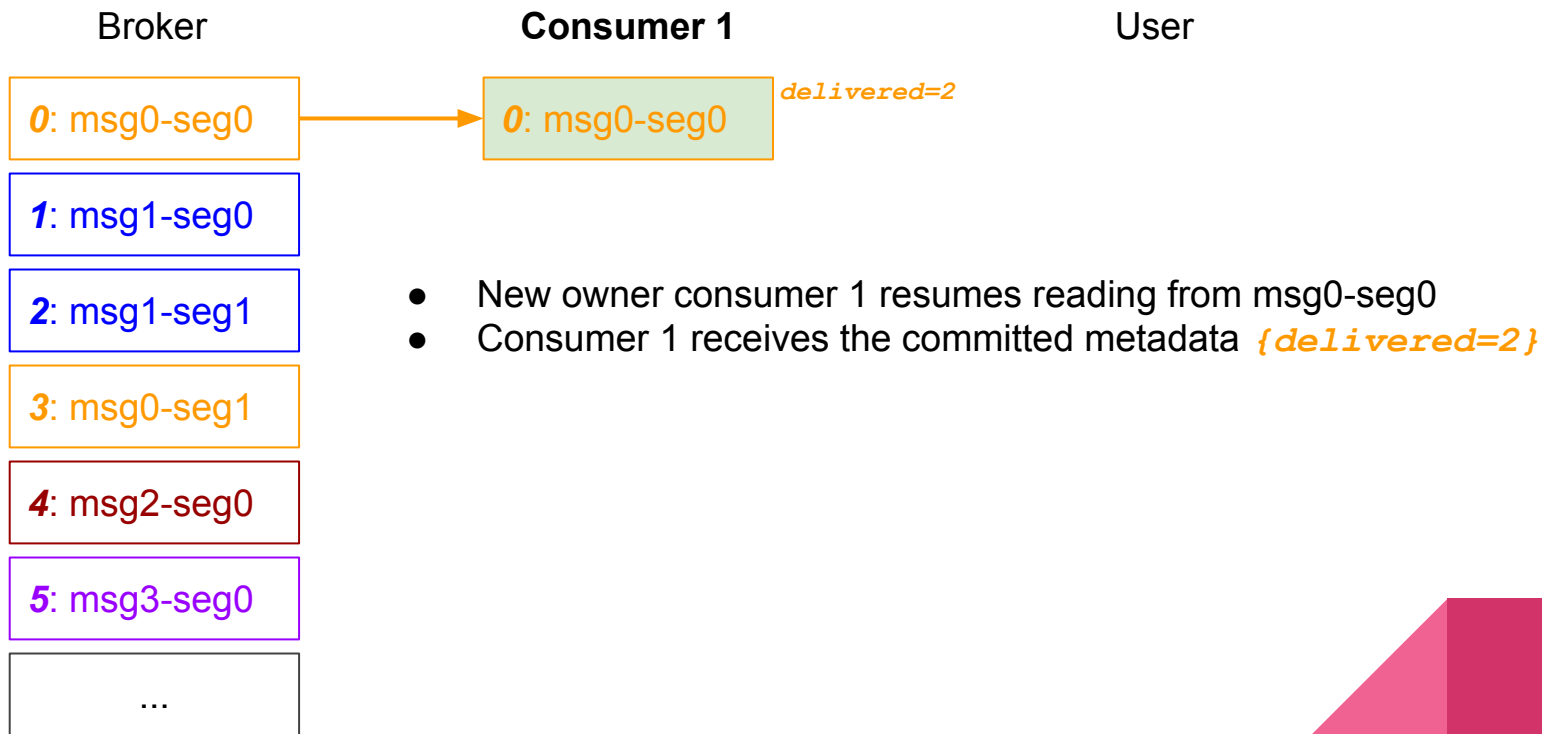 Broker
Consumer 1
User
0: msg0-seg0
0: msg0-seg0
delivered=2
1: msg1-seg0
2: msg1-seg1
● New owner consumer 1 resumes reading from msg0-seg0
● Consumer 1 receives the committed metadata {delivered=2}
3: msg0-seg1
4: msg2-seg0
5: msg3-seg0
...